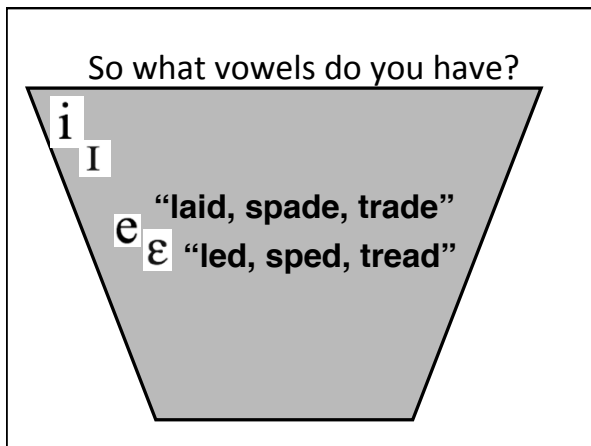 So what vowels do you have?
i
ɪ
e “laid, spade, trade”
ɛ “led, sped, tread”